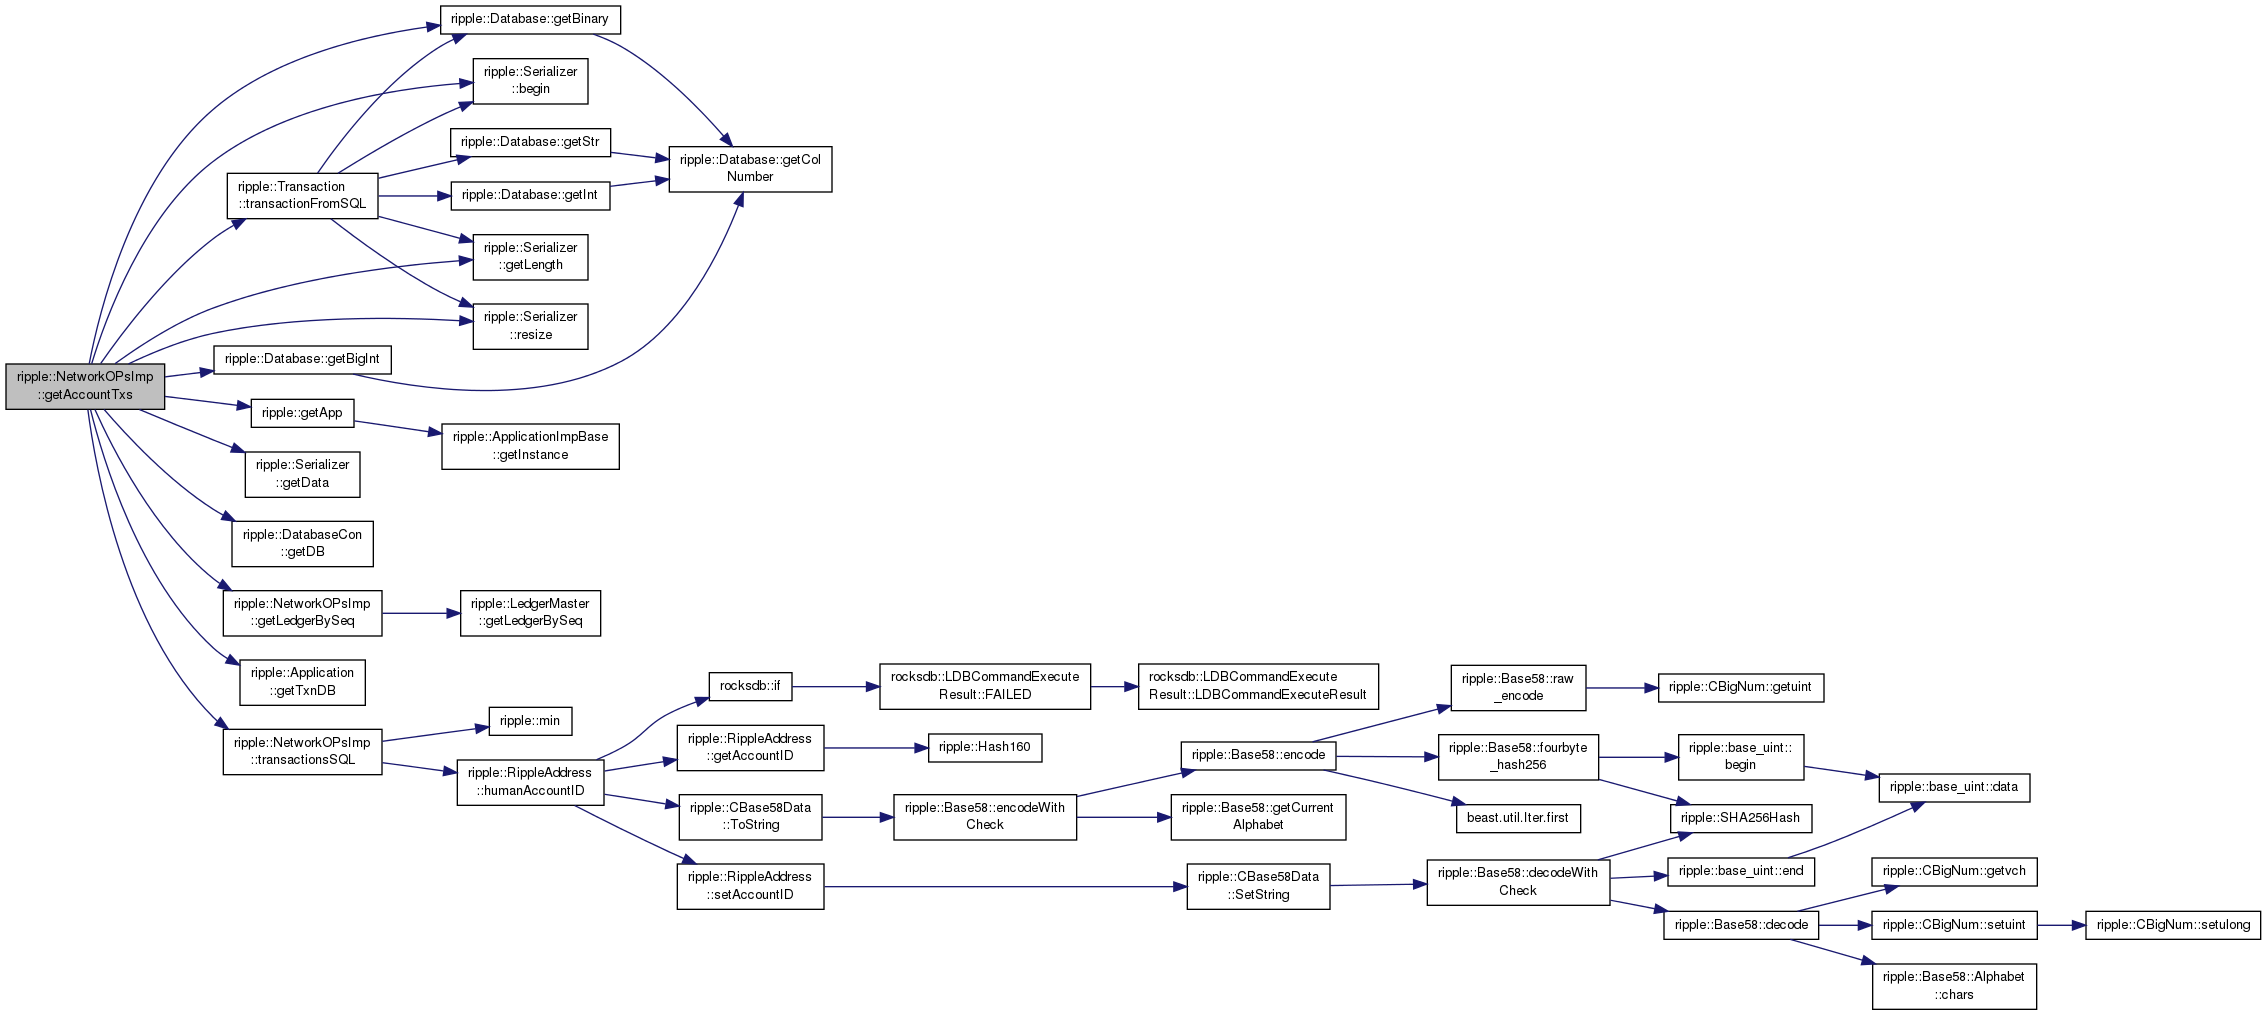 ripple::Database::getBinary
ripple::Serializer
::begin
ripple::Database::getStr
ripple::Database::getCol
Number
ripple::Transaction
::transactionFromSQL
ripple::Database::getInt
ripple::Serializer
::getLength
ripple::Serializer
::resize
ripple::Database::getBigInt
ripple::NetworkOPsImp
::getAccountTxs
ripple::getApp
ripple::ApplicationImpBase
::getInstance
ripple::Serializer
::getData
ripple::DatabaseCon
::getDB
ripple::NetworkOPsImp
::getLedgerBySeq
ripple::LedgerMaster
::getLedgerBySeq
ripple::Application
::getTxnDB
ripple::NetworkOPsImp
::transactionsSQL
ripple::min
ripple::RippleAddress
::humanAccountID
rocksdb::if
rocksdb::LDBCommandExecute
Result::FAILED
rocksdb::LDBCommandExecute
Result::LDBCommandExecuteResult
ripple::RippleAddress
::getAccountID
ripple::Hash160
ripple::CBase58Data
::ToString
ripple::Base58::encodeWith
Check
ripple::Base58::encode
ripple::Base58::getCurrent
Alphabet
ripple::Base58::raw
_encode
ripple::CBigNum::getuint
ripple::Base58::fourbyte
_hash256
ripple::base_uint::
begin
ripple::base_uint::data
beast.util.Iter.first
ripple::SHA256Hash
ripple::RippleAddress
::setAccountID
ripple::CBase58Data
::SetString
ripple::Base58::decodeWith
Check
ripple::base_uint::end
ripple::Base58::decode
ripple::CBigNum::getvch
ripple::CBigNum::setuint
ripple::CBigNum::setulong
ripple::Base58::Alphabet
::chars